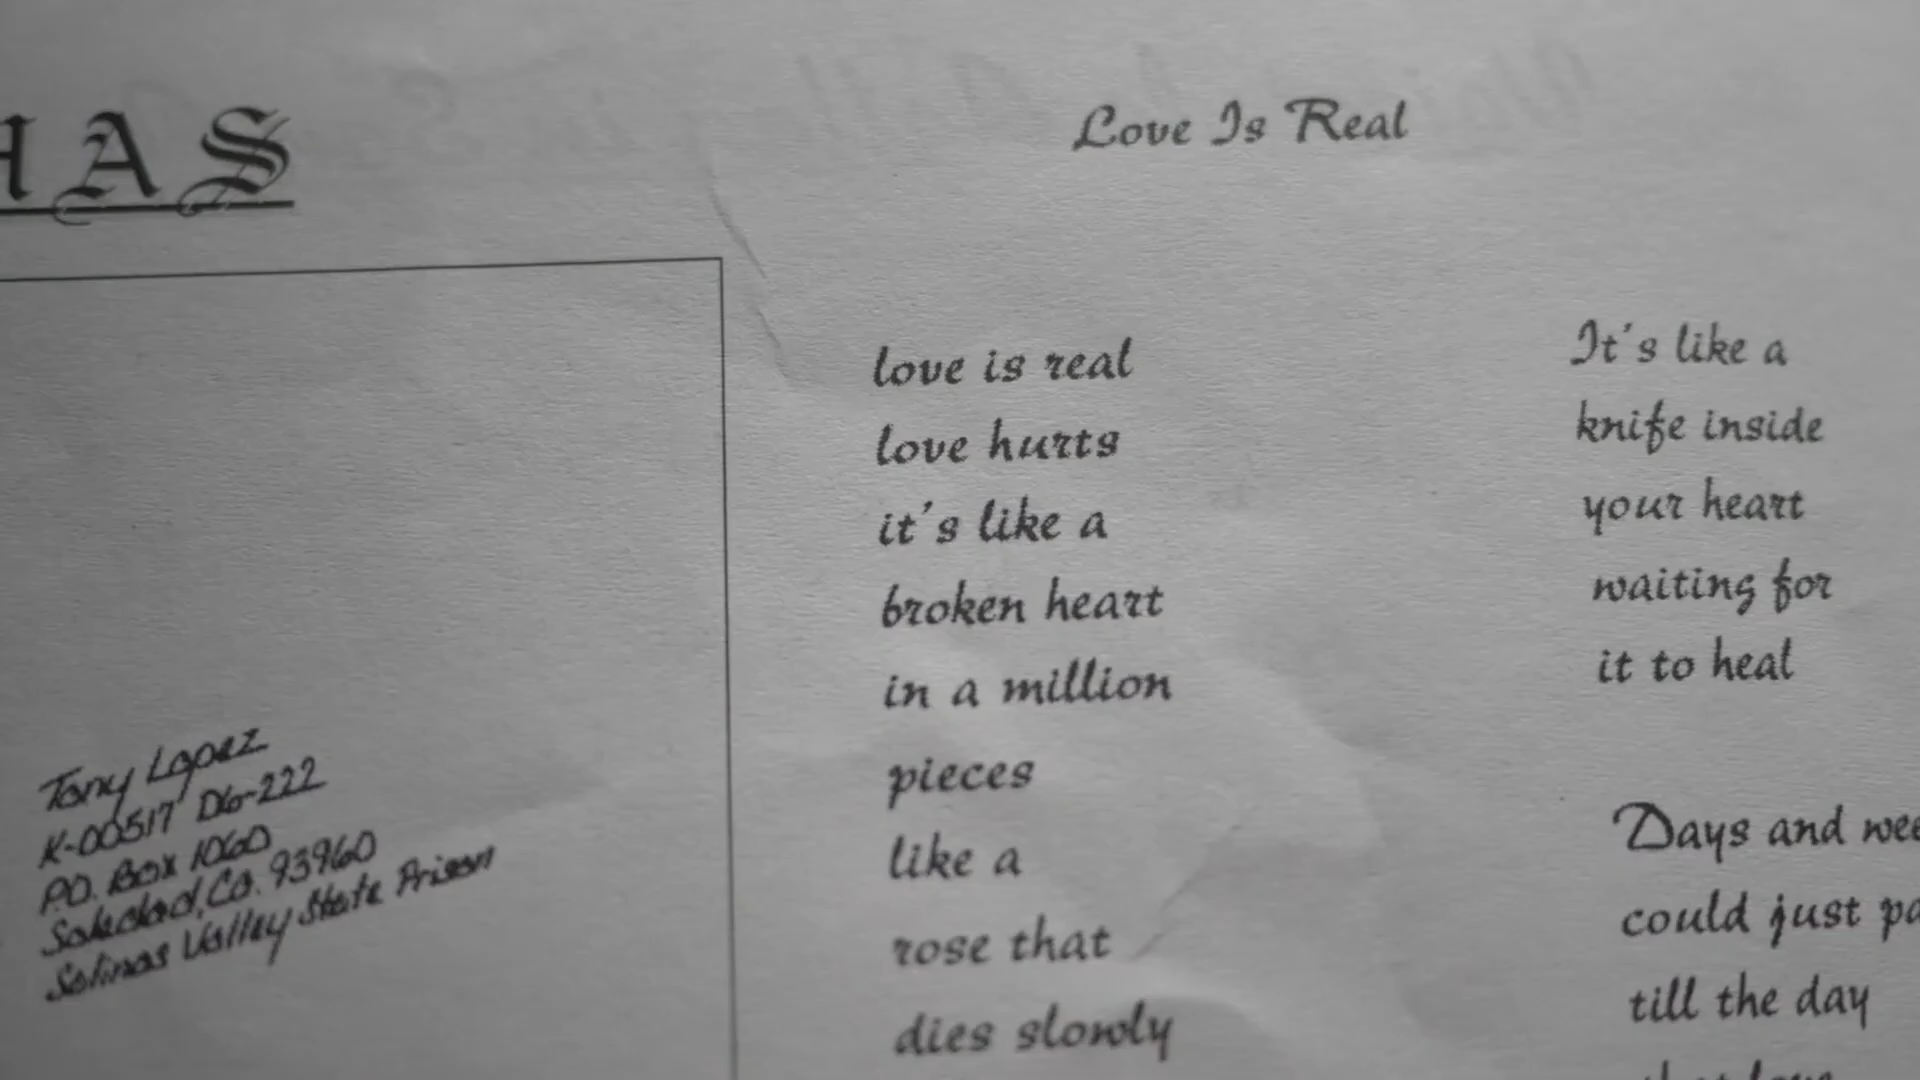 HAS
Tony Lopez
K-00517 D6-222
P.O. Box 1060
Soledad, Ca. 93960
Salinas Valley State Prison
Love Is Real
love is real
love hurts
it's like a
broken heart
in a million
pieces
like a
rose that
dies slowly
It's like a
knife inside
your heart
waiting for
it to heal
Days and
could just
till the day